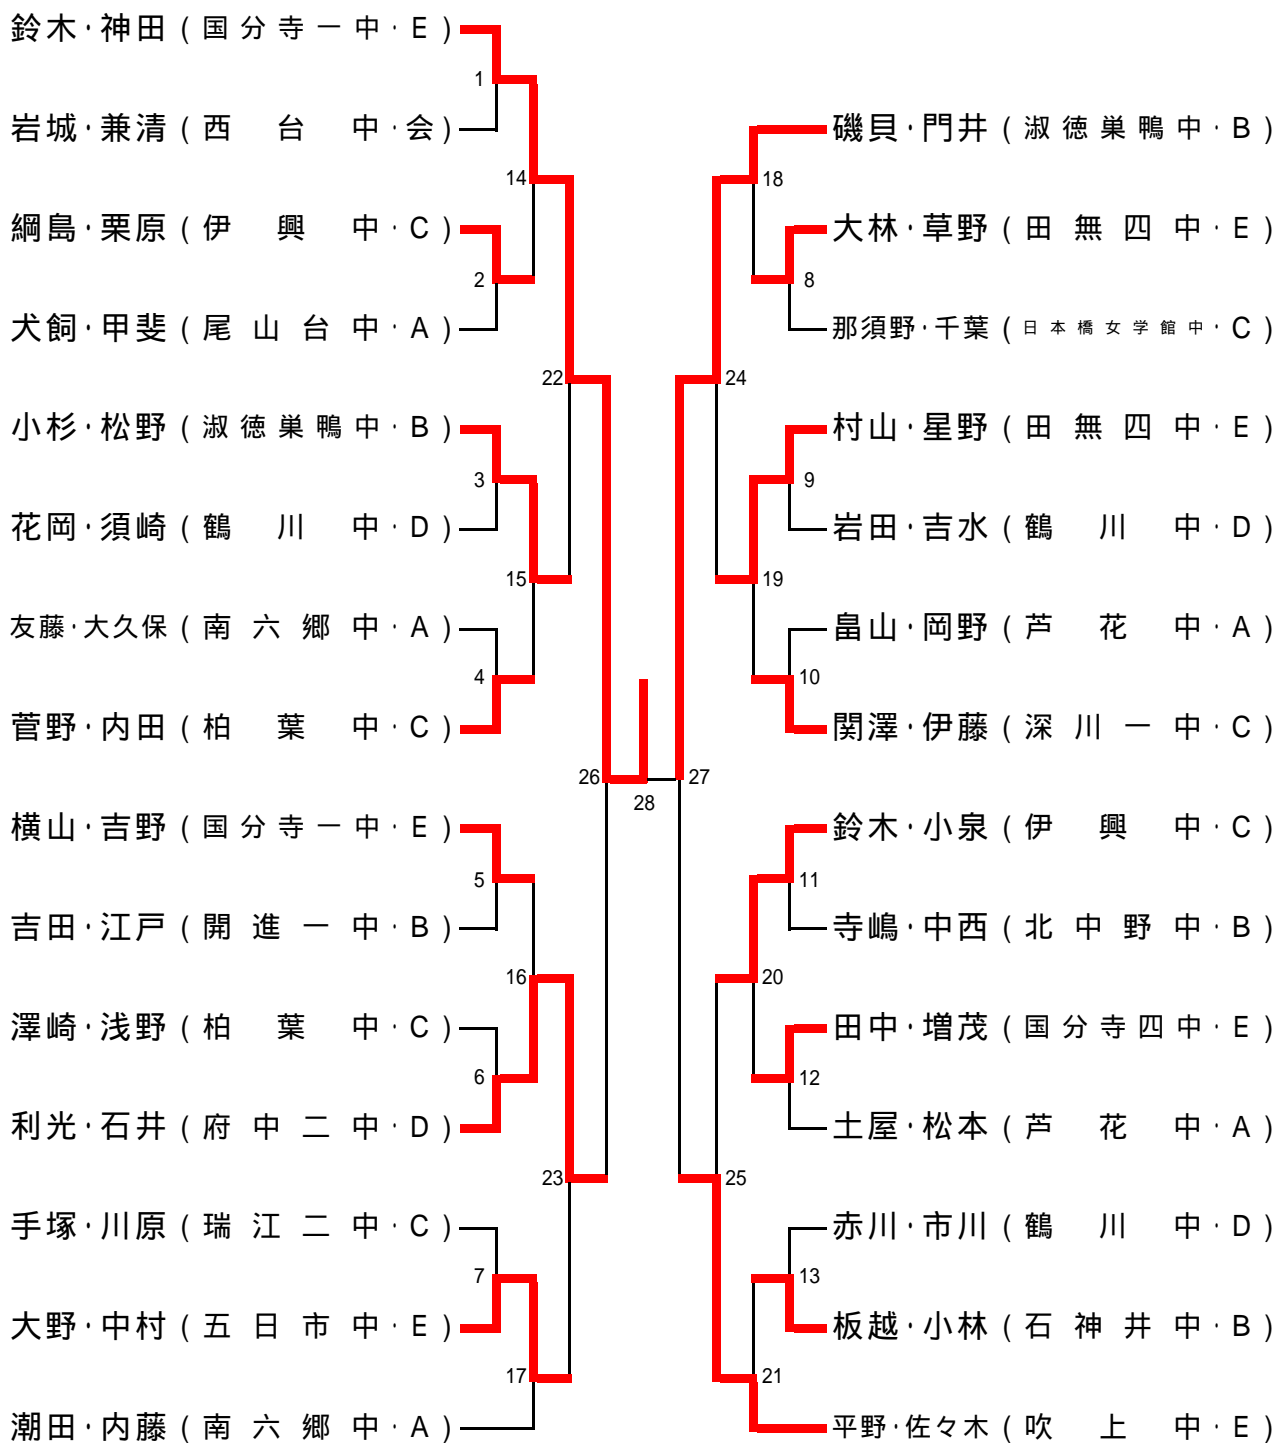 鈴木・神田 ( 国分寺一中・E )
1
岩城・兼清 ( 西台中・会 )
14
綱島・栗原 ( 伊興中・C )
2
犬飼・甲斐 ( 尾山台中・A )
22
小杉・松野 ( 淑徳巣鴨中・B )
3
花岡・須崎 ( 鶴川中・D )
15
友藤・大久保 ( 南六郷中・A )
4
菅野・内田 ( 柏葉中・C )
26
28
横山・吉野 ( 国分寺一中・E )
5
吉田・江戸 ( 開進一中・B )
16
澤崎・浅野 ( 柏葉中・C )
6
利光・石井 ( 府中二中・D )
23
手塚・川原 ( 瑞江二中・C )
7
大野・中村 ( 五日市中・E )
17
潮田・内藤 ( 南六郷中・A )
磯貝・門井 ( 淑徳巣鴨中・B )
18
大林・草野 ( 田無四中・E )
8
那須野・千葉 ( 日本橋女学館中・C )
24
村山・星野 ( 田無四中・E )
9
岩田・吉水 ( 鶴川中・D )
19
畠山・岡野 ( 芦花中・A )
10
関澤・伊藤 ( 深川一中・C )
27
鈴木・小泉 ( 伊興中・C )
11
寺嶋・中西 ( 北中野中・B )
20
田中・増茂 ( 国分寺四中・E )
12
土屋・松本 ( 芦花中・A )
25
赤川・市川 ( 鶴川中・D )
13
板越・小林 ( 石神井中・B )
21
平野・佐々木 ( 吹上中・E )